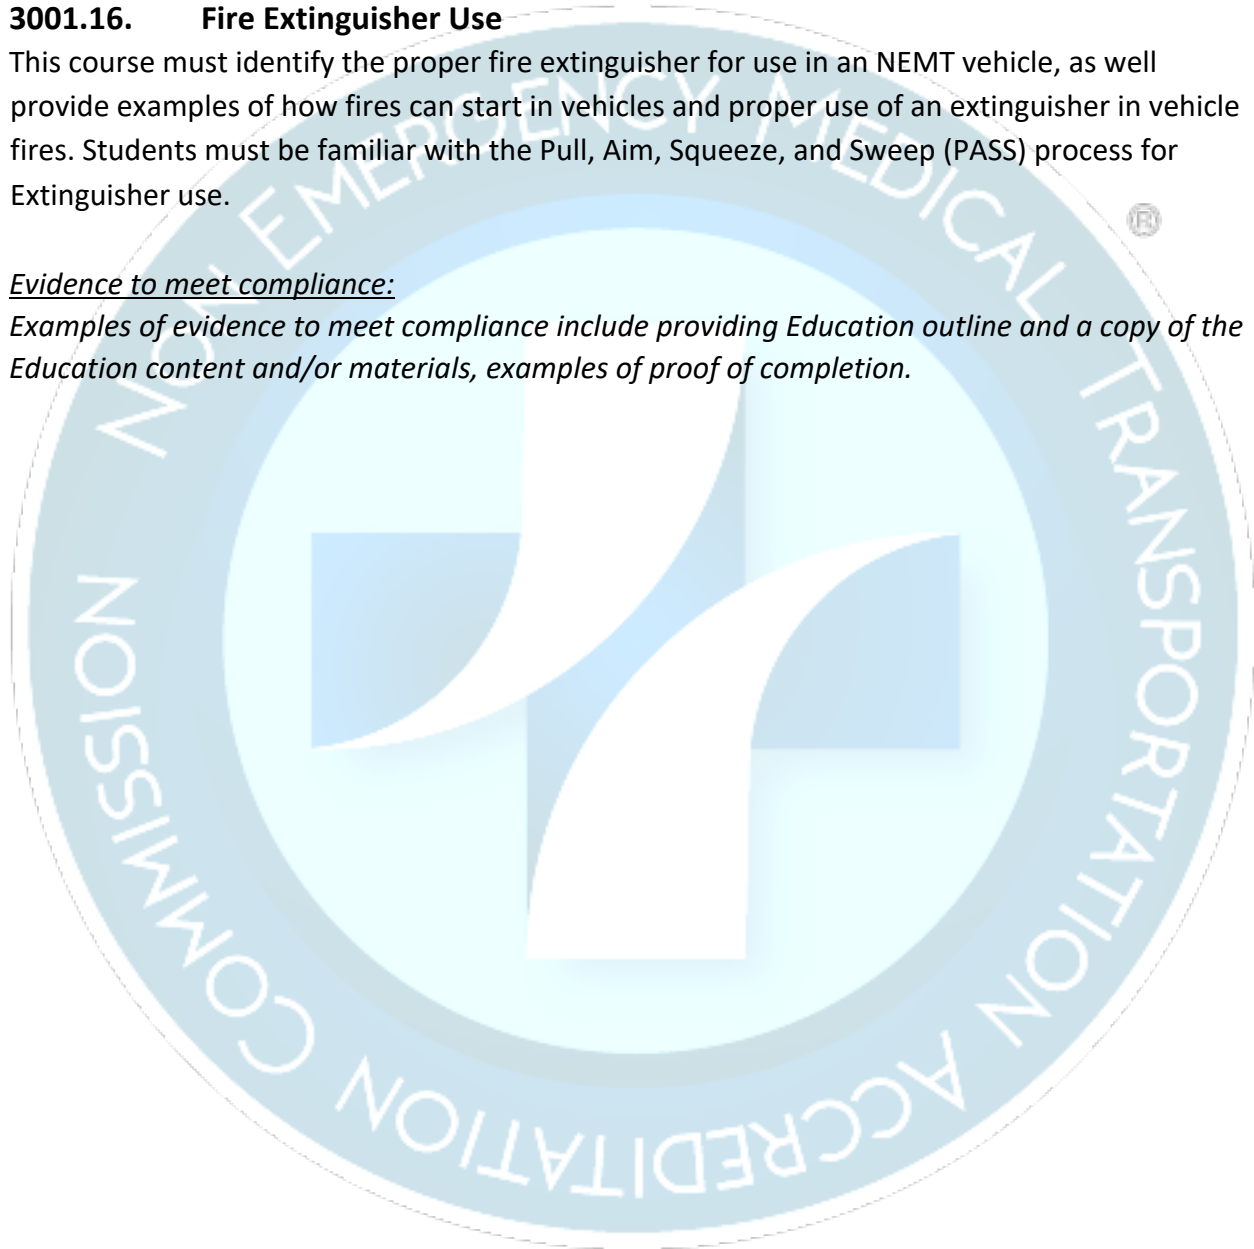 3001.16. Fire Extinguisher Use
This course must identify the proper fire extinguisher for use in an NEMT vehicle, as well
provide examples of how fires can start in vehicles and proper use of an extinguisher in vehicle
fires. Students must be familiar with the Pull, Aim, Squeeze, and Sweep (PASS) process for
Extinguisher use.
Evidence to meet compliance:
Examples of evidence to meet compliance include providing Education outline and a copy of the
Education content and/or materials, examples of proof of completion.
NON EMERGENCY MEDICAL TRANSPORTATION ACCREDITATION COMMISSION
®